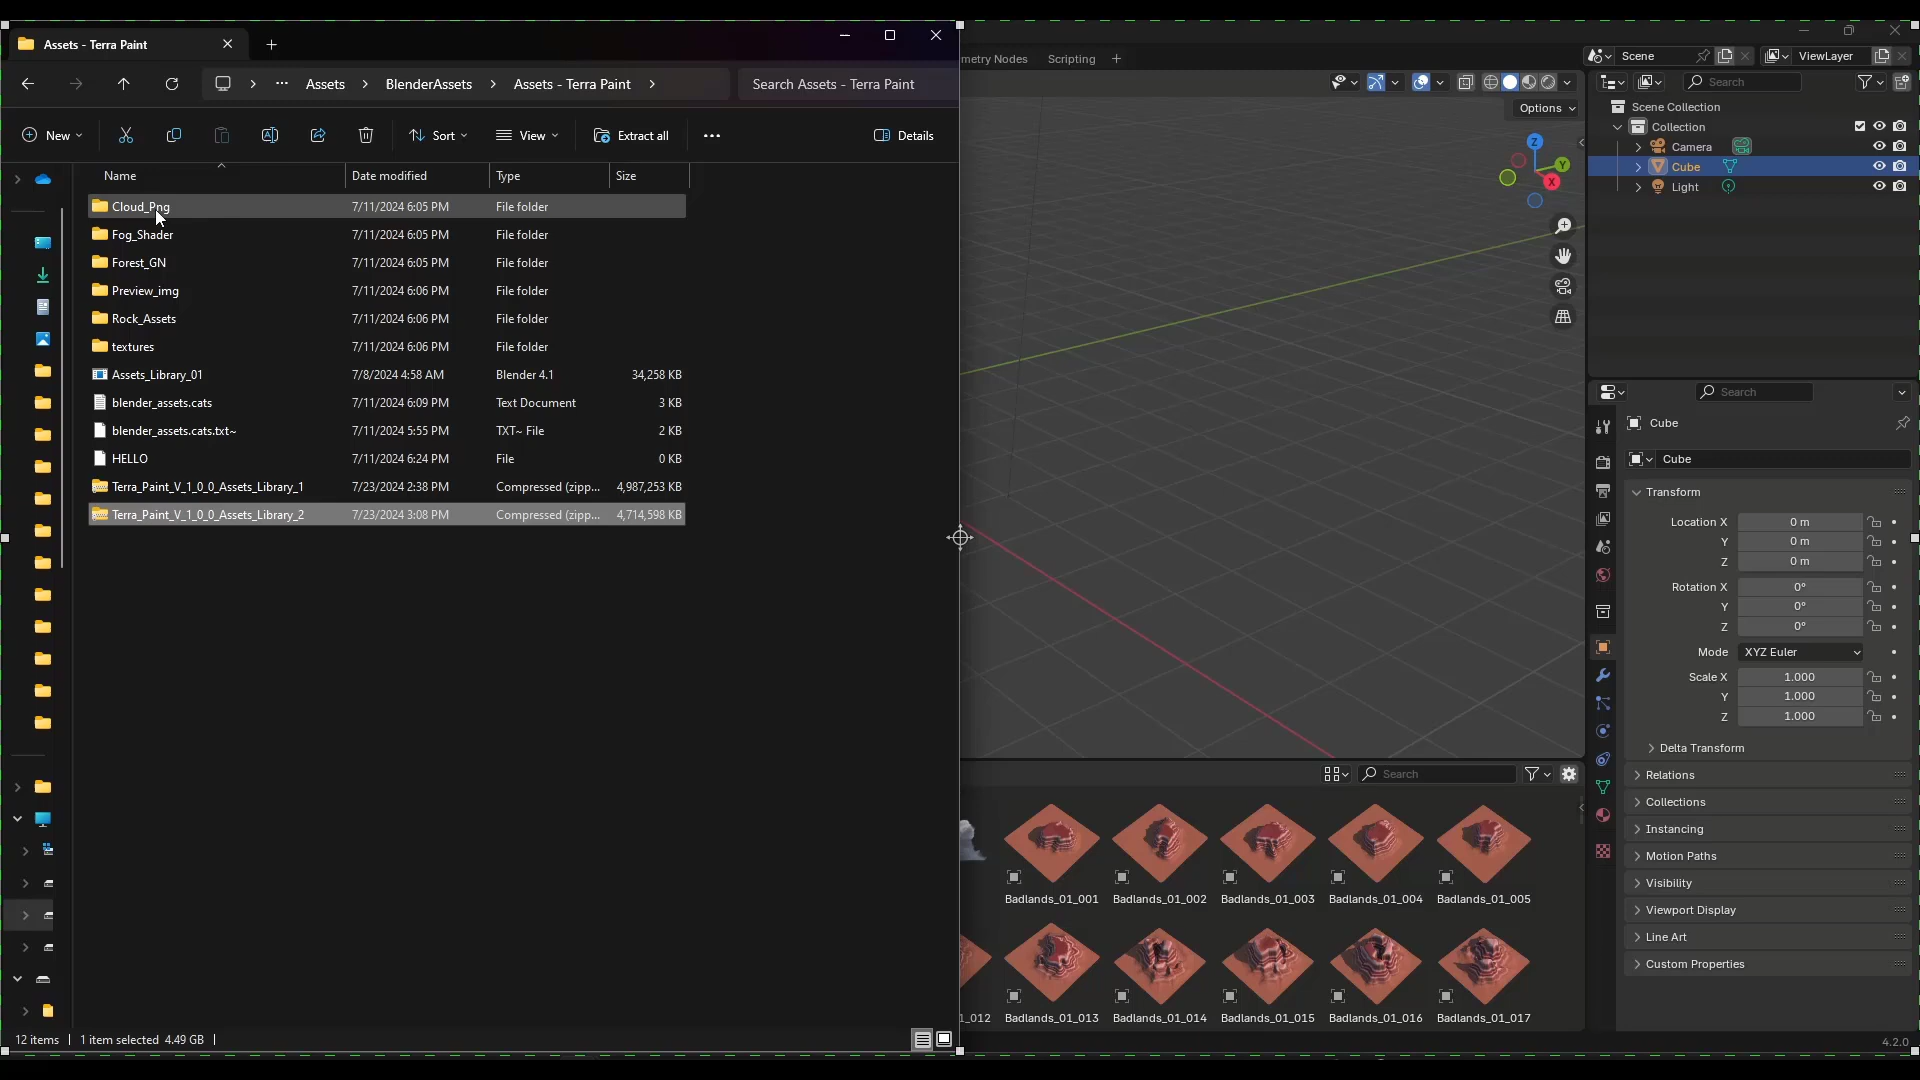 Assets - Terra Paint
Assets > BlenderAssets > Assets - Terra Paint >
Search Assets - Terra Paint
New
Sort
View
Extract all
Details
Name Date modified Type Size
Cloud_Png 7/11/2024 6:05 PM File folder
Fog_Shader 7/11/2024 6:05 PM File folder
Forest_GN 7/11/2024 6:05 PM File folder
Preview_img 7/11/2024 6:06 PM File folder
Rock_Assets 7/11/2024 6:06 PM File folder
textures 7/11/2024 6:06 PM File folder
Assets_Library_01 7/8/2024 4:58 AM Blender 4.1 34,258 KB
blender_assets.cats 7/11/2024 6:09 PM Text Document 3 KB
blender_assets.cats.txt~ 7/11/2024 5:55 PM TXT~ File 2 KB
HELLO 7/11/2024 6:24 PM File 0 KB
Terra_Paint_V_1_0_0_Assets_Library_1 7/23/2024 2:38 PM Compressed (zipp... 4,987,253 KB
Terra_Paint_V_1_0_0_Assets_Library_2 7/23/2024 3:08 PM Compressed (zipp... 4,714,598 KB
12 items 1 item selected 4.49 GB
metry Nodes Scripting +
Scene
ViewLayer
Options
Z
Y
X
Search
Scene Collection
Collection
Camera
Cube
Light
Search
Cube
Cube
Transform
Location X 0 m
Y 0 m
Z 0 m
Rotation X 0°
Y 0°
Z 0°
Mode XYZ Euler
Scale X 1.000
Y 1.000
Z 1.000
Delta Transform
Relations
Collections
Instancing
Motion Paths
Visibility
Viewport Display
Line Art
Custom Properties
Search
Badlands_01_001 Badlands_01_002 Badlands_01_003 Badlands_01_004 Badlands_01_005
1_012 Badlands_01_013 Badlands_01_014 Badlands_01_015 Badlands_01_016 Badlands_01_017
4.2.0